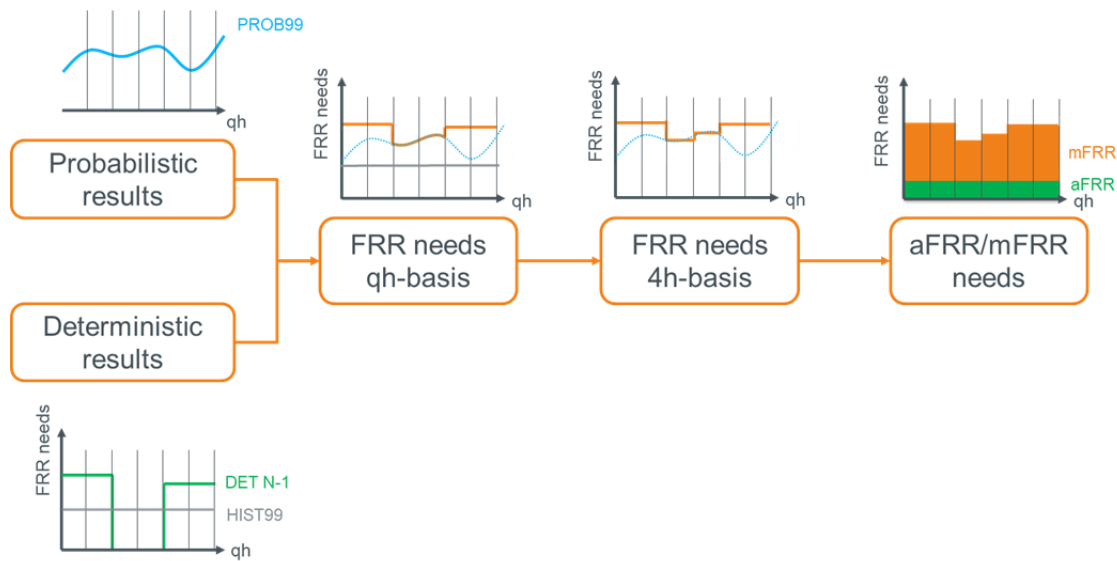 PROB99
qh
Probabilistic
results
FRR needs
qh
FRR needs
qh-basis
FRR needs
qh
FRR needs
4h-basis
FRR needs
mFRR
aFRR
qh
aFRR/mFRR
needs
Deterministic
results
FRR needs
DET N-1
HIST99
qh